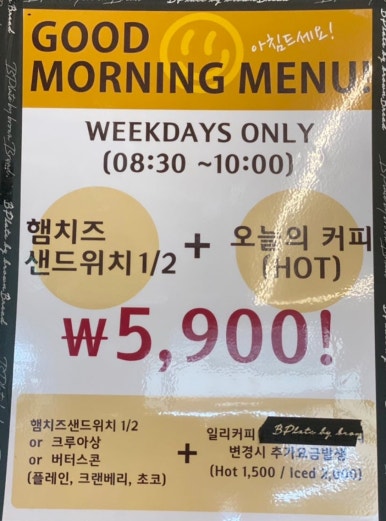 GOOD
아침드세요!
MORNING MENU!
WEEKDAYS ONLY
(08:30 ~10:00)
햄치즈
샌드위치 1/2
+
오늘의 커피
(HOT)
₩5,900!
햄치즈샌드위치 1/2
or 크루아상
or 버터스콘
(플레인, 크랜베리, 초코)
+
일리커피
변경시 추가요금발생
(Hot 1,500 / Iced 2,000)